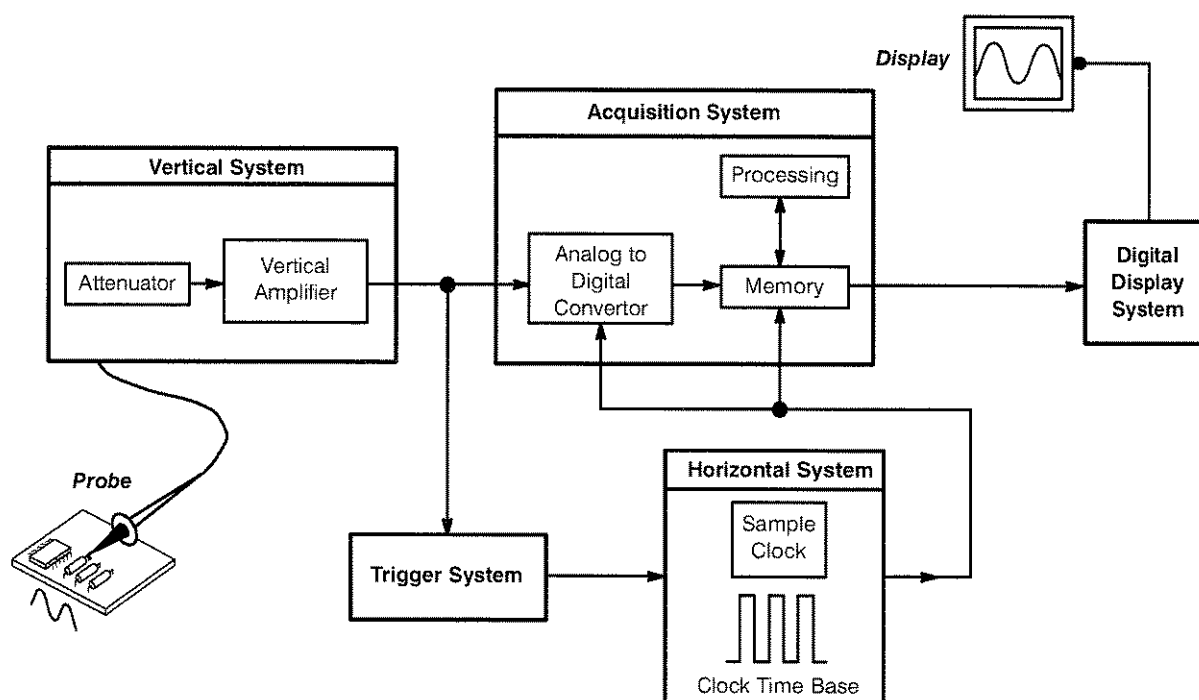 Display
Acquisition System
Vertical System
Processing
Attenuator
Vertical
Amplifier
Analog to
Digital
Convertor
Memory
Digital
Display
System
Probe
Horizontal System
Sample
Clock
Trigger System
Clock Time Base